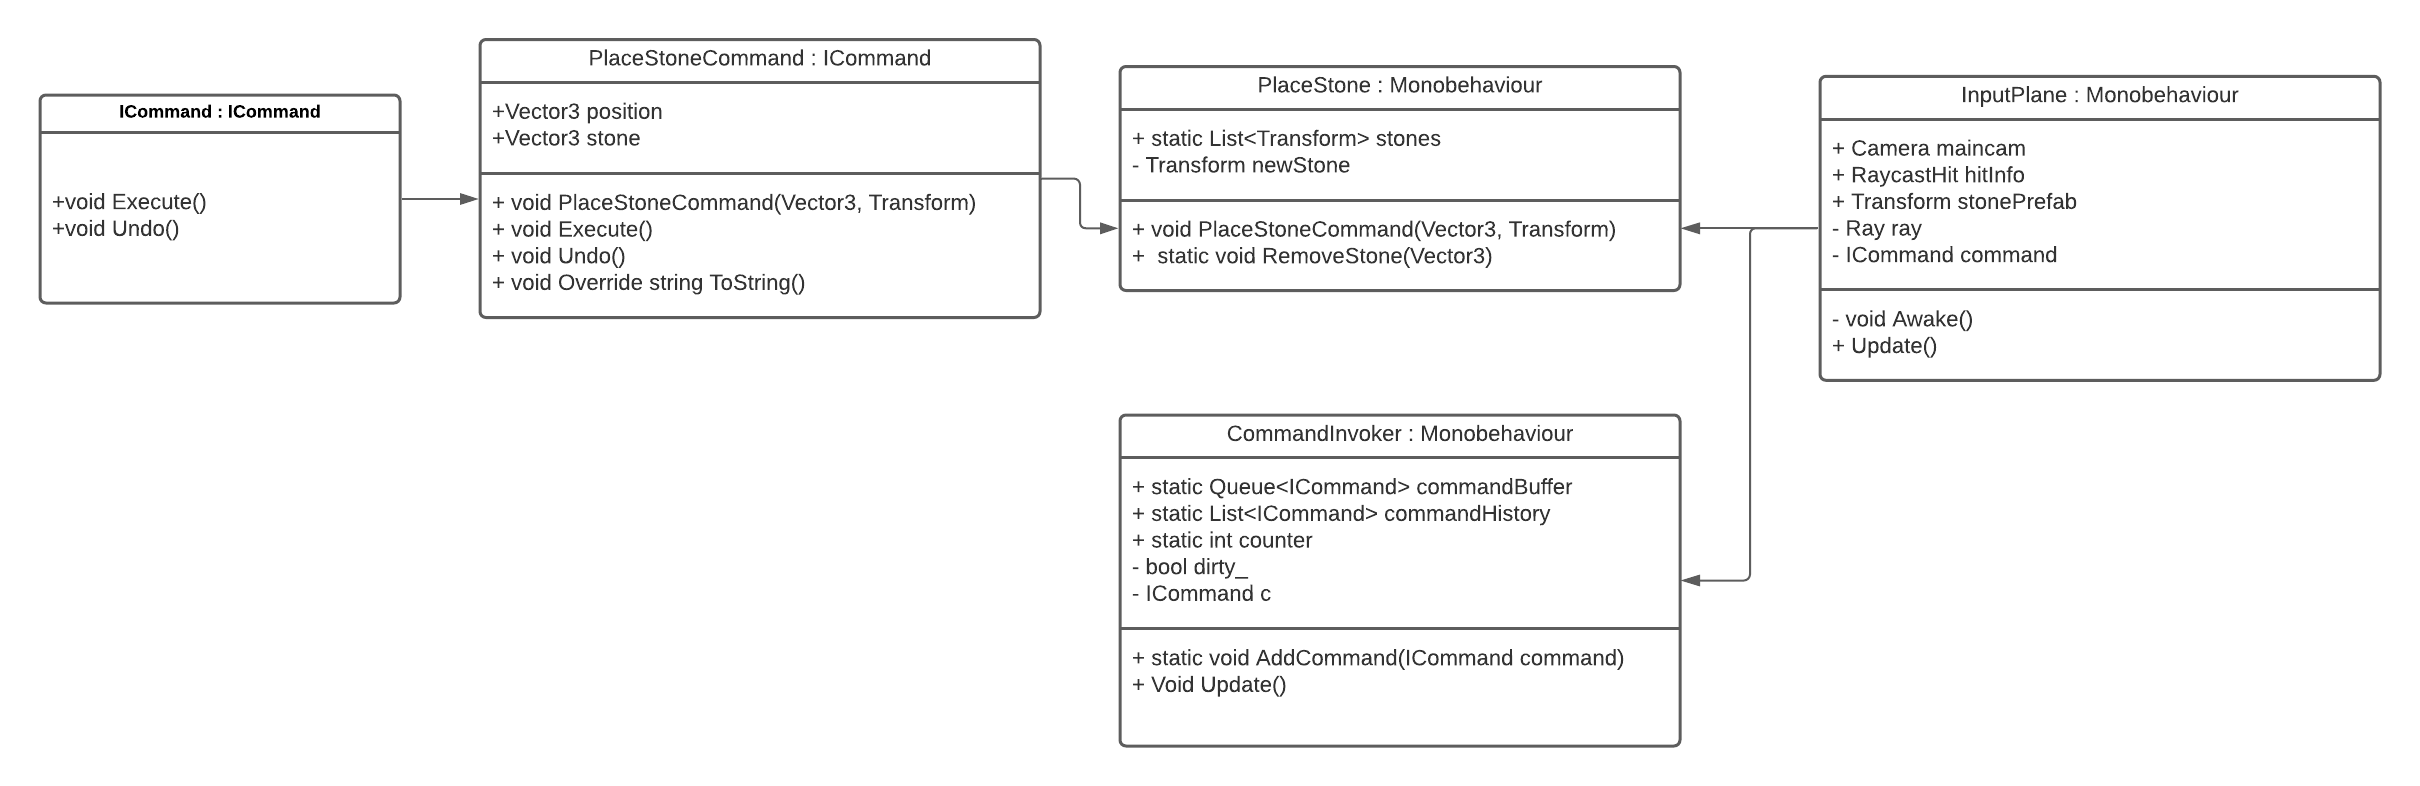 ICommand : ICommand
+void Execute()
+void Undo()
PlaceStoneCommand : ICommand
+Vector3 position
+Vector3 stone
+ void PlaceStoneCommand(Vector3, Transform)
+ void Execute()
+ void Undo()
+ void Override string ToString()
PlaceStone : Monobehaviour
+ static List<Transform> stones
- Transform newStone
+ void PlaceStoneCommand(Vector3, Transform)
+  static void RemoveStone(Vector3)
InputPlane : Monobehaviour
+ Camera maincam
+ RaycastHit hitInfo
+ Transform stonePrefab
- Ray ray
- ICommand command
- void Awake()
+ Update()
CommandInvoker : Monobehaviour
+ static Queue<ICommand> commandBuffer
+ static List<ICommand> commandHistory
+ static int counter
- bool dirty_
- ICommand c
+ static void AddCommand(ICommand command)
+ Void Update()